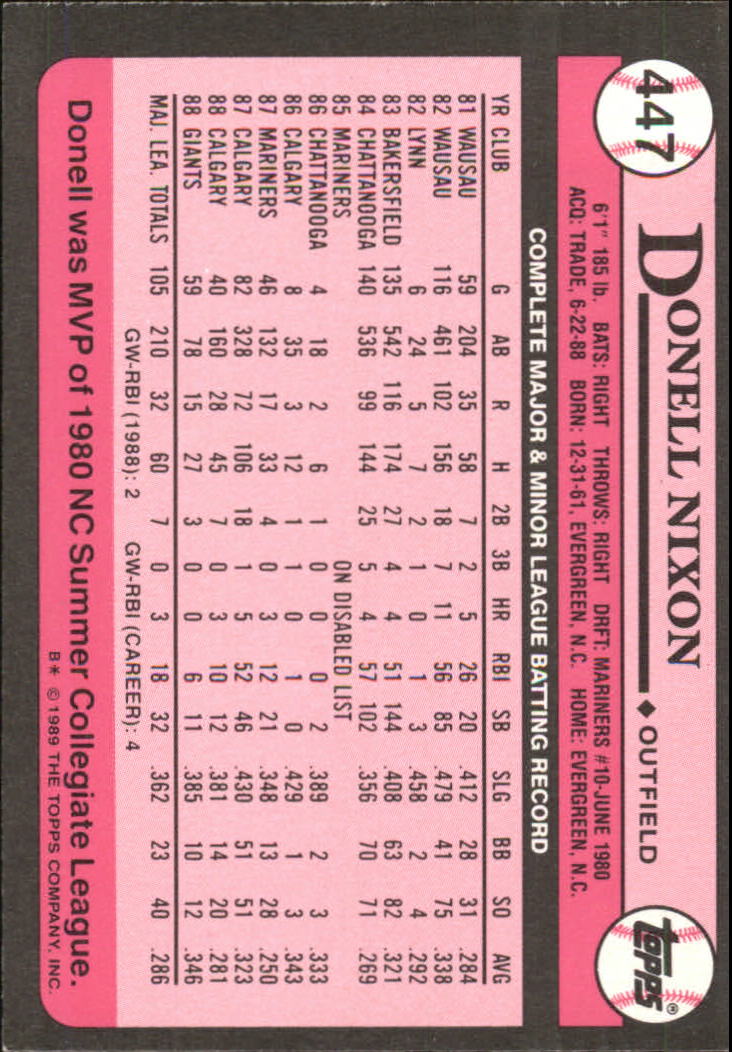 447
DONELL NIXON ◆ OUTFIELD
Topps®
6'1" 185 lb. BATS: RIGHT THROWS: RIGHT DRFT: MARINERS #10-JUNE 1980
ACQ: TRADE, 6-22-88 BORN: 12-31-61, EVERGREEN, N.C. HOME: EVERGREEN, N.C.
COMPLETE MAJOR & MINOR LEAGUE BATTING RECORD
YR CLUB G AB R H 2B 3B HR RBI SB SLG BB SO AVG
81 WAUSAU 59 204 35 58 7 2 5 26 20 .412 28 31 .284
82 WAUSAU 116 461 102 156 18 7 11 56 85 .479 41 75 .338
82 LYNN 6 24 5 7 2 1 0 1 3 .458 2 4 .292
83 BAKERSFIELD 135 542 116 174 27 4 4 51 144 .408 63 82 .321
84 CHATTANOOGA 140 536 99 144 25 5 4 57 102 .356 70 71 .269
85 MARINERS ON DISABLED LIST
86 CHATTANOOGA 4 18 2 6 1 0 0 0 2 .389 2 3 .333
86 CALGARY 8 35 3 12 1 1 0 1 0 .429 1 3 .343
87 MARINERS 46 132 17 33 4 0 3 12 21 .348 13 28 .250
87 CALGARY 82 328 72 106 18 1 5 52 46 .430 51 51 .323
88 CALGARY 40 160 28 45 7 0 3 10 12 .381 14 20 .281
88 GIANTS 59 78 15 27 3 0 0 6 11 .385 10 12 .346
MAJ. LEA. TOTALS 105 210 32 60 7 0 3 18 32 .362 23 40 .286
GW-RBI (1988): 2 GW-RBI (CAREER): 4
Donell was MVP of 1980 NC Summer Collegiate League.
B* © 1989 THE TOPPS COMPANY, INC.